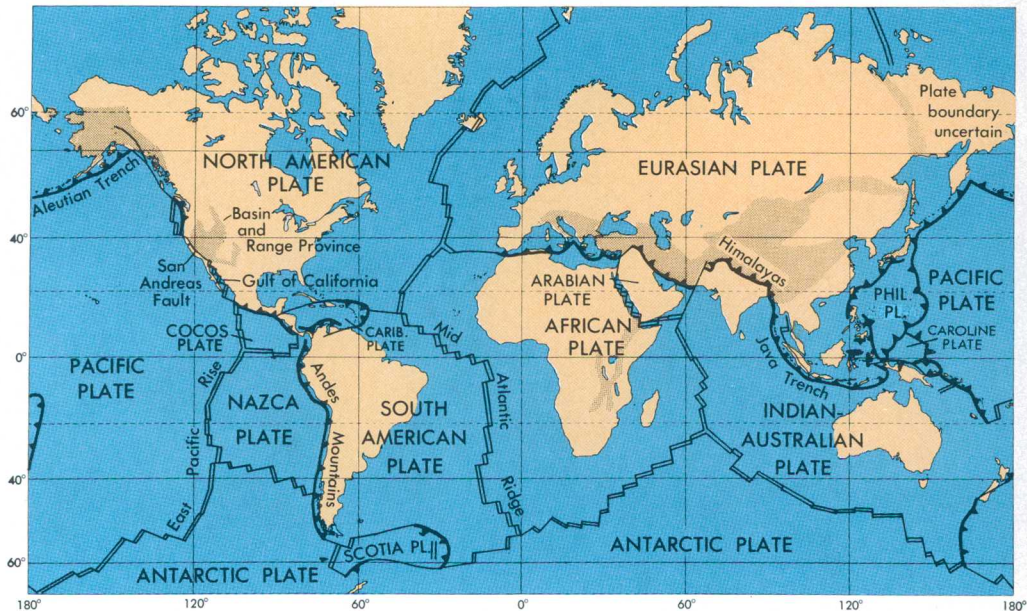 Plate
boundary
uncertain
60°
NORTH AMERICAN
PLATE
EURASIAN PLATE
Aleutian Trench
Basin
and
Range Province
40°
Himalayas
San
Andreas
Fault
Gulf of California
ARABIAN
PLATE
PACIFIC
PLATE
PHIL.
PL.
AFRICAN
PLATE
COCOS
PLATE
CARIB.
PLATE
Mid
Atlantic
Ridge
CAROLINE
PLATE
0°
PACIFIC
PLATE
East
Pacific
Rise
Andes
Mountains
Java Trench
NAZCA
PLATE
SOUTH
AMERICAN
PLATE
INDIAN-
AUSTRALIAN
PLATE
40°
SCOTIA PL.
ANTARCTIC PLATE
60°
ANTARCTIC PLATE
180°
120°
60°
0°
60°
120°
180°